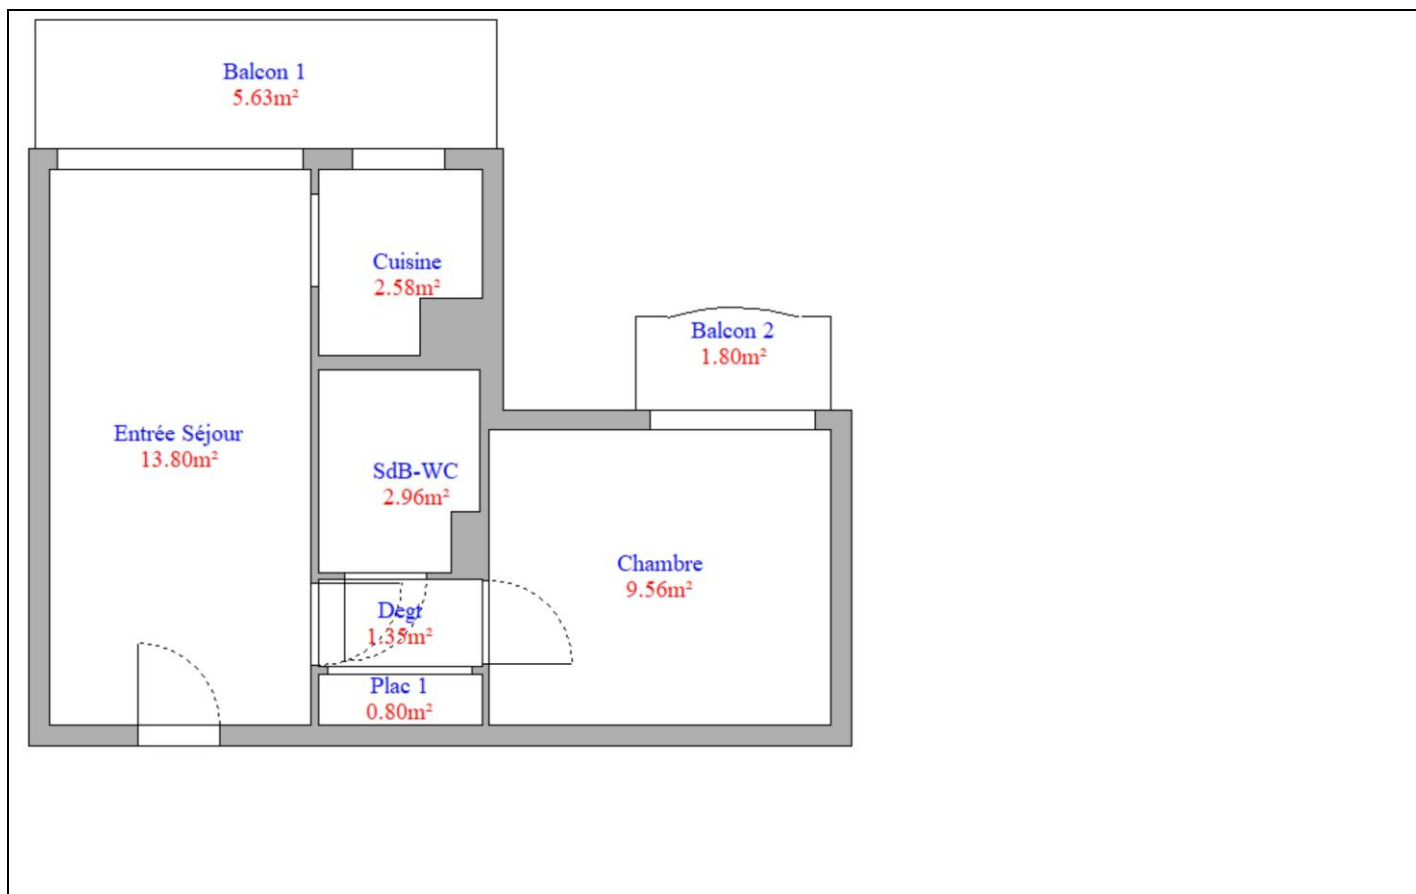 Balcon 1
5.63m²
Cuisine
2.58m²
Balcon 2
1.80m²
Entrée Séjour
13.80m²
SdB-WC
2.96m²
Chambre
9.56m²
Degt
1.35m²
Plac 1
0.80m²